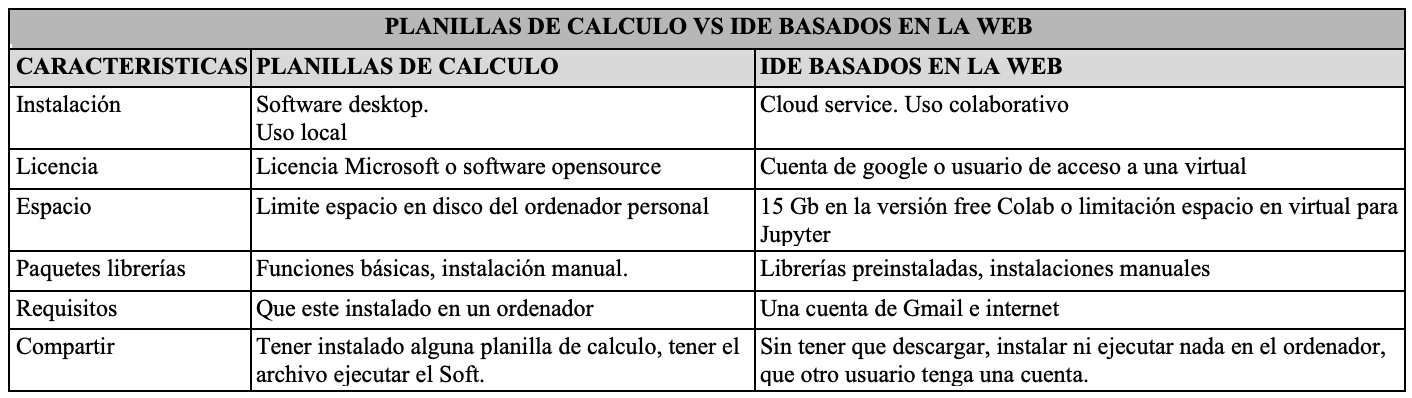 PLANILLAS DE CALCULO VS IDE BASADOS EN LA WEB
CARACTERISTICAS PLANILLAS DE CALCULO IDE BASADOS EN LA WEB
Instalación Software desktop. Cloud service. Uso colaborativo
Uso local
Licencia Licencia Microsoft o software opensource Cuenta de google o usuario de acceso a una virtual
Espacio Limite espacio en disco del ordenador personal 15 Gb en la versión free Colab o limitación espacio en virtual para
Jupyter
Paquetes librerías Funciones básicas, instalación manual. Librerías preinstaladas, instalaciones manuales
Requisitos Que este instalado en un ordenador Una cuenta de Gmail e internet
Compartir Tener instalado alguna planilla de calculo, tener el Sin tener que descargar, instalar ni ejecutar nada en el ordenador,
archivo ejecutar el Soft. que otro usuario tenga una cuenta.